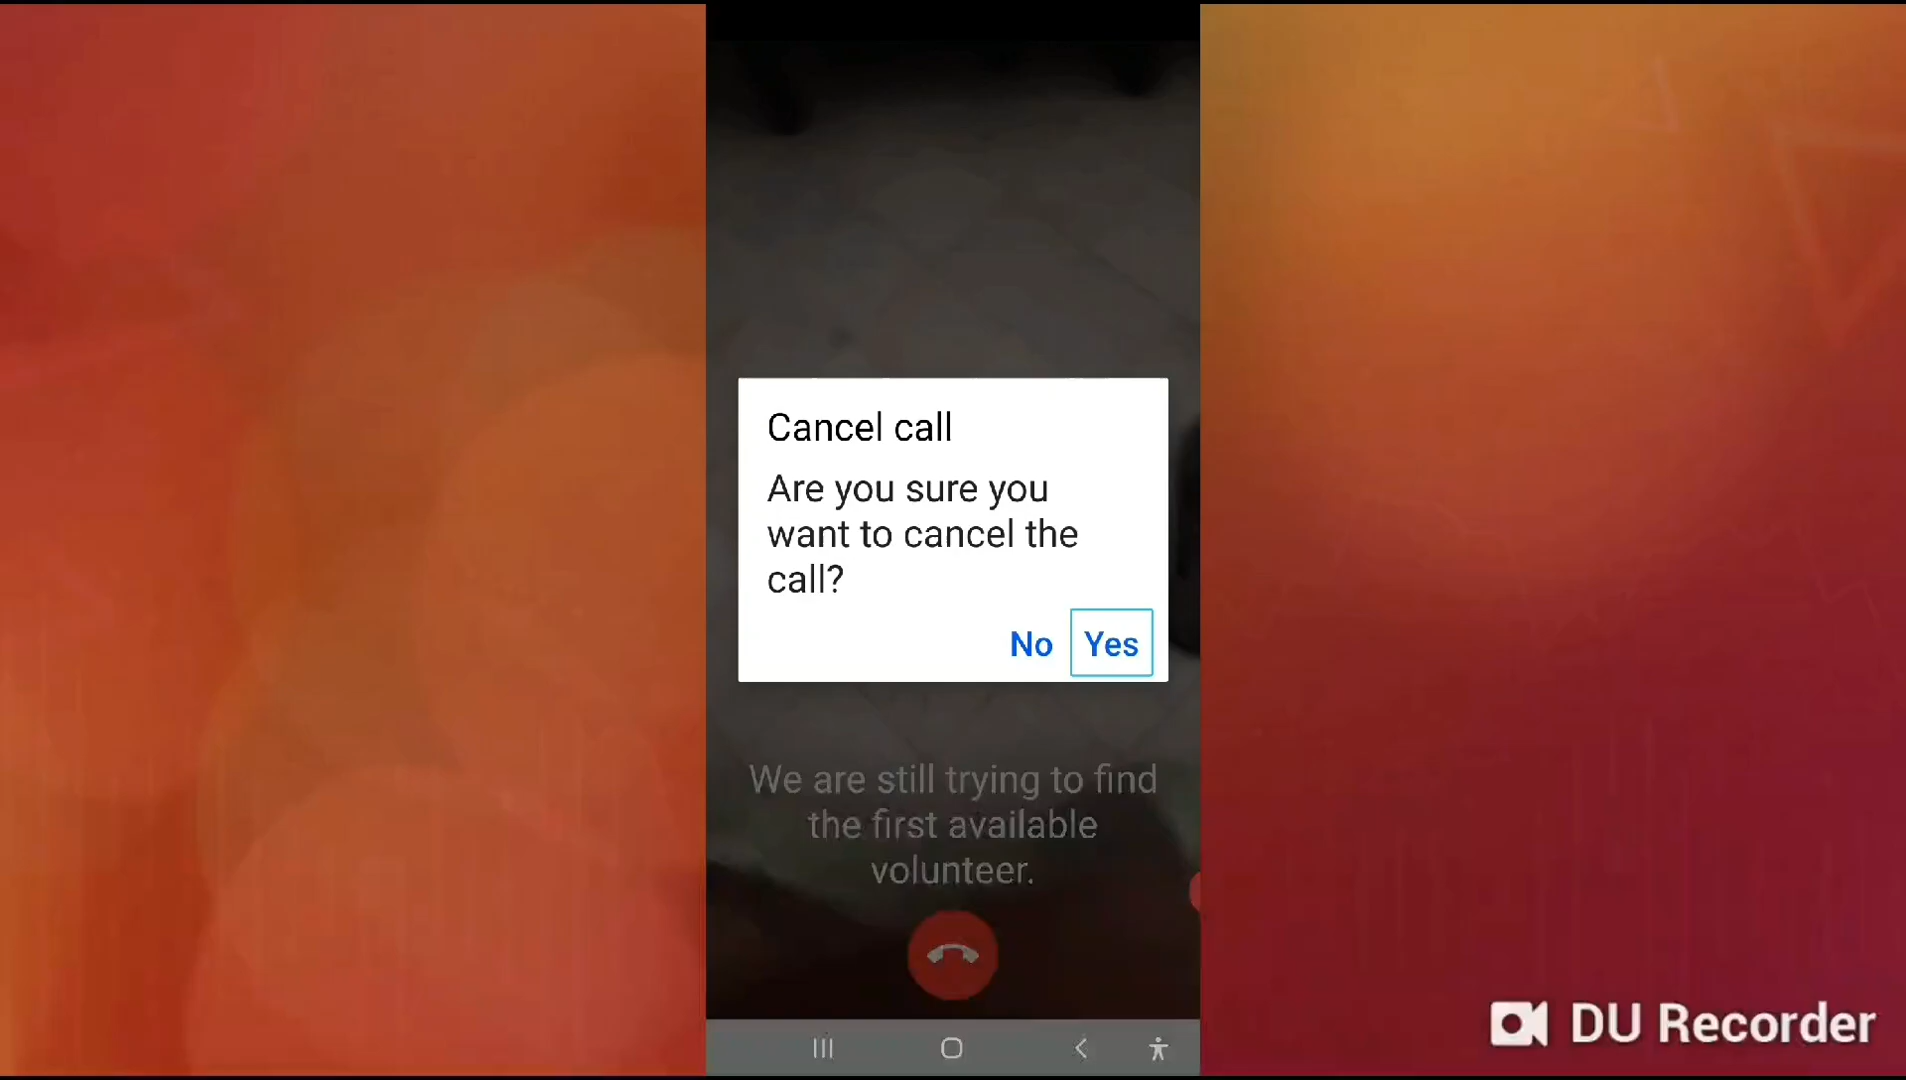 Cancel call
Are you sure you
want to cancel the
call?
No Yes
We are still trying to find
the first available
volunteer.
DU Recorder